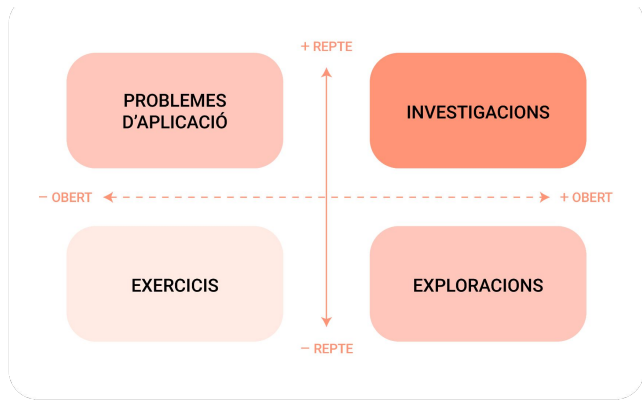 + REPTE
PROBLEMES
D'APLICACIÓ
INVESTIGACIONS
− OBERT
+ OBERT
EXERCICIS
EXPLORACIONS
− REPTE